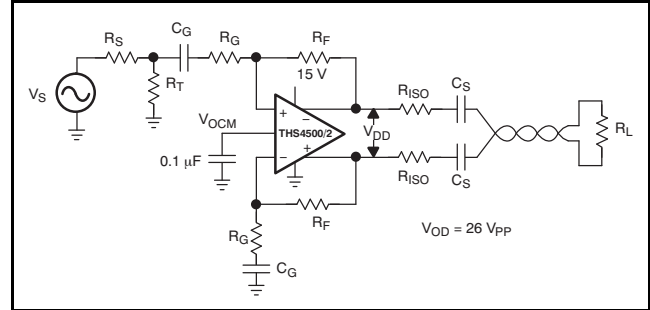 R_S
C_G
R_G
R_F
V_S
R_T
15 V
V_OCM
+
−
THS4500/2
−
+
0.1 µF
V_DD
R_ISO
C_S
R_L
R_ISO
C_S
R_F
R_G
V_OD = 26 V_PP
C_G